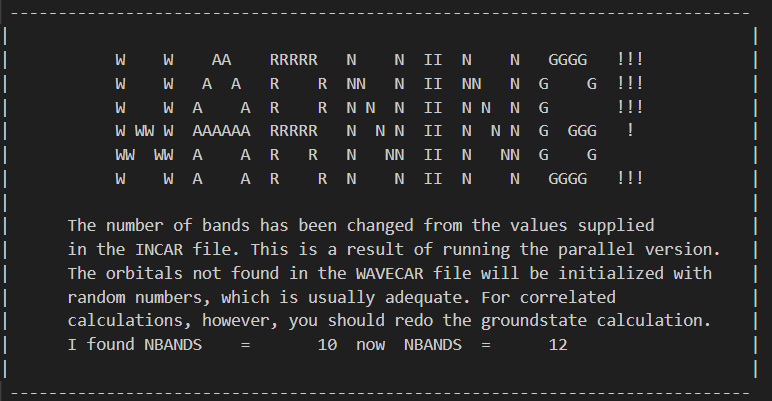 -----------------------------------------------------------------------------
|                                                                             |
|           W    W    AA    RRRRR   N    N  II  N    N   GGGG   !!!           |
|           W    W   A  A   R    R  NN   N  II  NN   N  G    G  !!!           |
|           W    W  A    A  R    R  N N  N  II  N N  N  G       !!!           |
|           W WW W  AAAAAA  RRRRR   N  N N  II  N  N N  G  GGG   !            |
|           WW  WW  A    A  R   R   N   NN  II  N   NN  G    G                |
|           W    W  A    A  R    R  N    N  II  N    N   GGGG   !!!           |
|                                                                             |
|     The number of bands has been changed from the values supplied           |
|     in the INCAR file. This is a result of running the parallel version.    |
|     The orbitals not found in the WAVECAR file will be initialized with     |
|     random numbers, which is usually adequate. For correlated               |
|     calculations, however, you should redo the groundstate calculation.     |
|     I found NBANDS    =       10  now  NBANDS  =      12                    |
|                                                                             |
-----------------------------------------------------------------------------